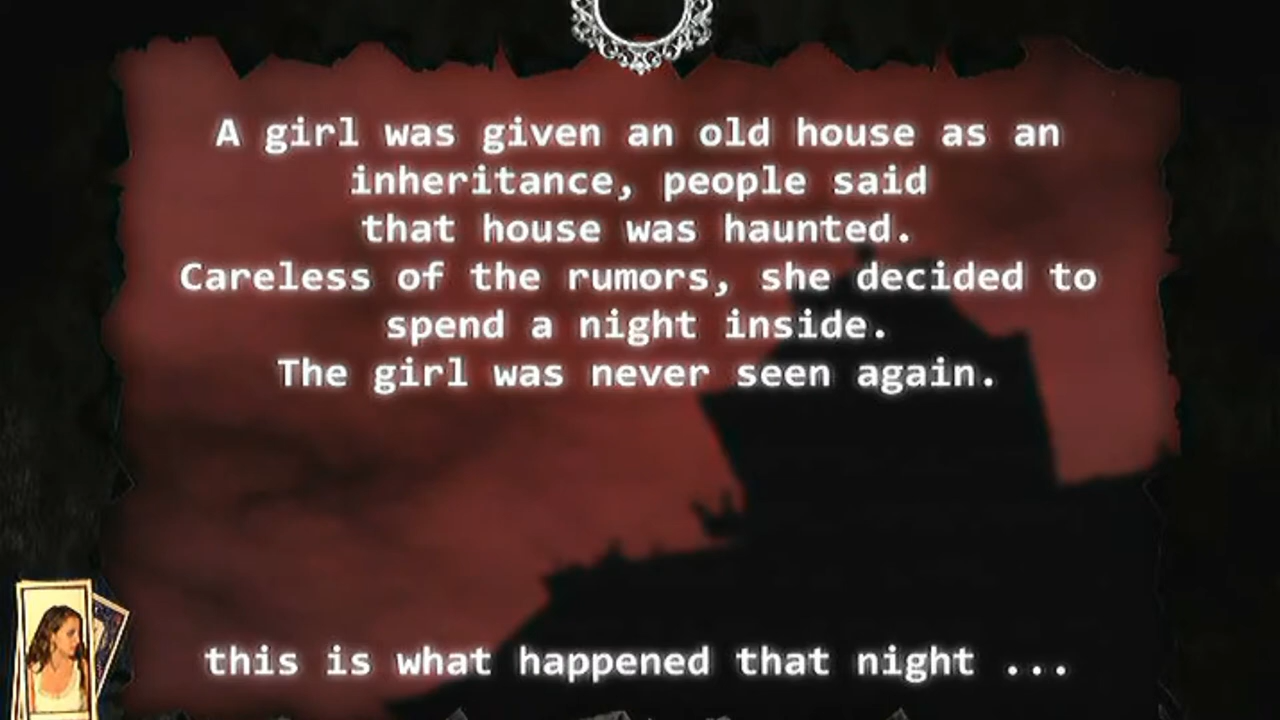 A girl was given an old house as an
inheritance, people said
that house was haunted.
Careless of the rumors, she decided to
spend a night inside.
The girl was never seen again.
this is what happened that night ...